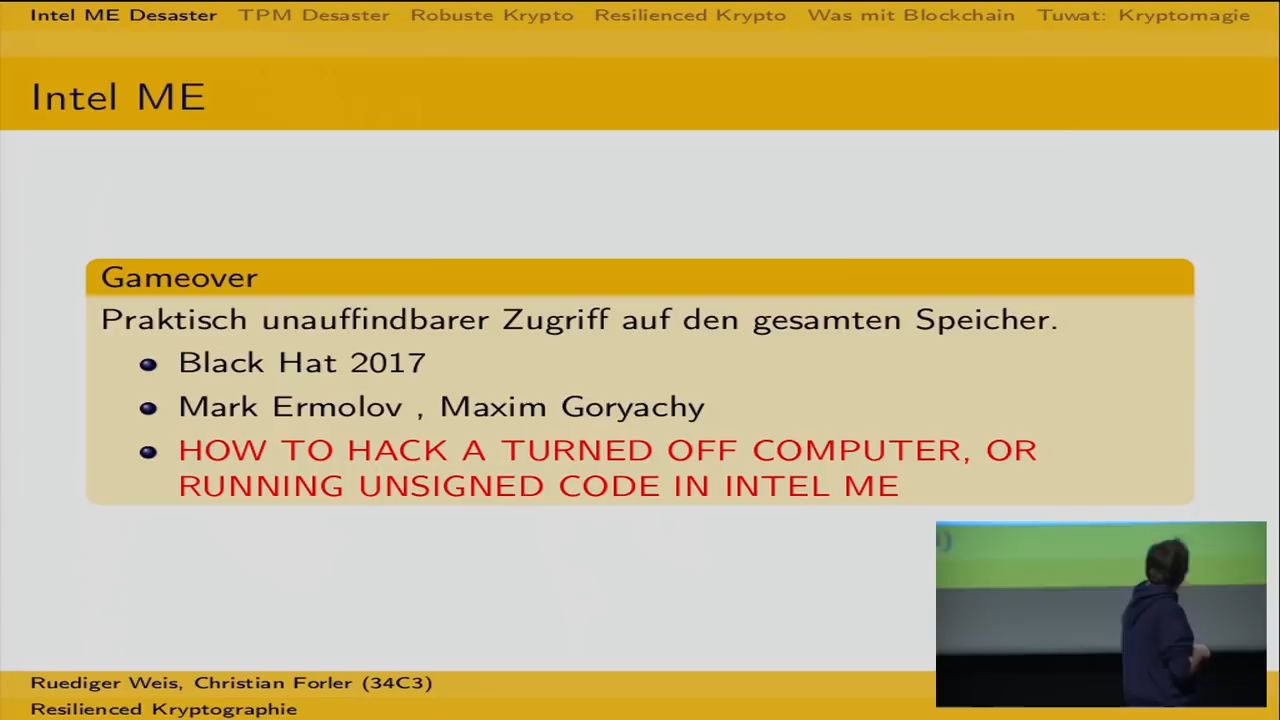 Intel ME Desaster TPM Desaster Robuste Krypto Resilienced Krypto Was mit Blockchain Tuwat: Kryptomagie
Intel ME
Gameover
Praktisch unauffindbarer Zugriff auf den gesamten Speicher.
Black Hat 2017
Mark Ermolov , Maxim Goryachy
HOW TO HACK A TURNED OFF COMPUTER, OR
RUNNING UNSIGNED CODE IN INTEL ME
Ruediger Weis, Christian Forler (34C3)
Resilienced Kryptographie